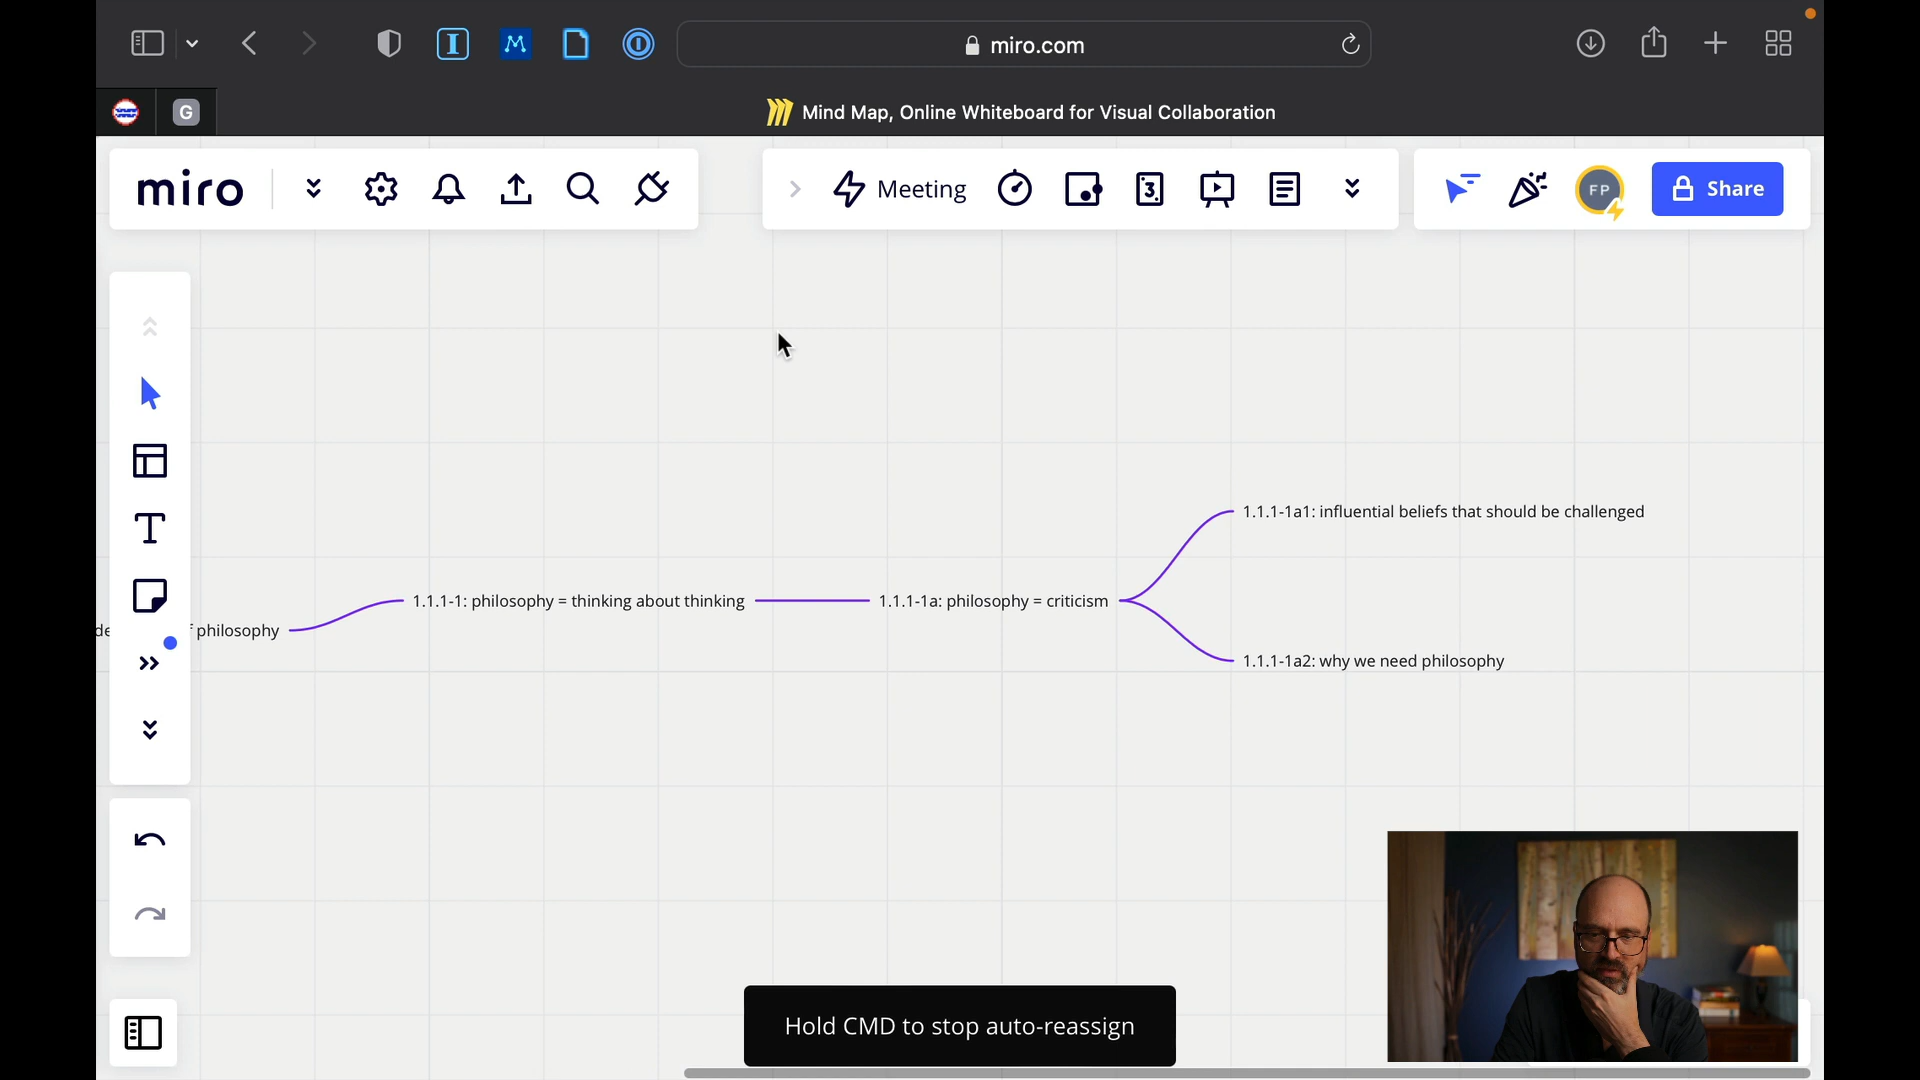 miro.com
G
Mind Map, Online Whiteboard for Visual Collaboration
miro
Meeting
3
FP
Share
1.1.1-1a1: influential beliefs that should be challenged
1.1.1-1: philosophy = thinking about thinking
1.1.1-1a: philosophy = criticism
philosophy
1.1.1-1a2: why we need philosophy
Hold CMD to stop auto-reassign